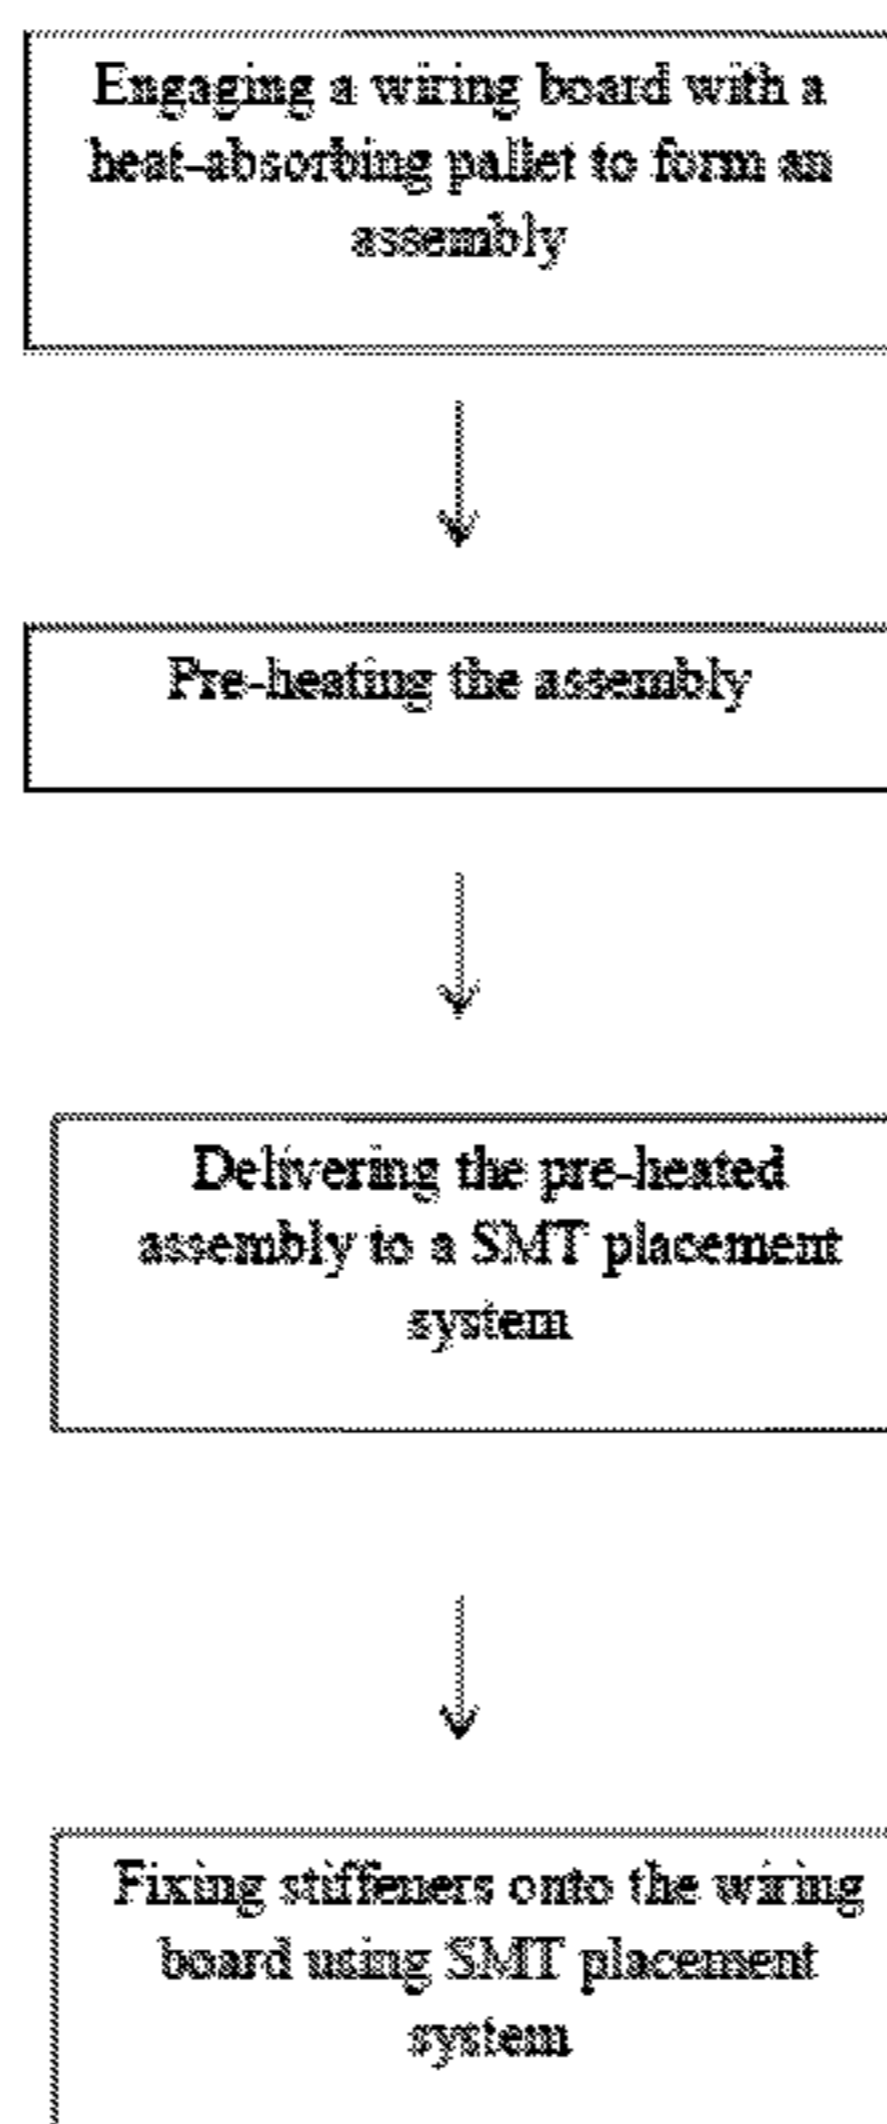 Engaging a wiring board with a
heat-absorbing pallet to form an
assembly
Pre-heating the assembly
Delivering the pre-heated
assembly to a SMT placement
system
Fixing stiffeners onto the wiring
board using SMT placement
system